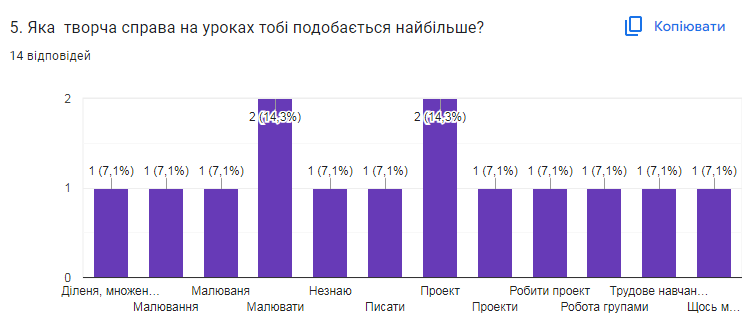 5. Яка  творча справа на уроках тобі подобається найбільше?
Копіювати
14 відповідей
2
1
0
1 (7,1%)
1 (7,1%)
1 (7,1%)
2 (14,3%)
1 (7,1%)
1 (7,1%)
2 (14,3%)
1 (7,1%)
1 (7,1%)
1 (7,1%)
1 (7,1%)
1 (7,1%)
Діленя, множен…
Малювання
Малюваня
Малювати
Незнаю
Писати
Проект
Проекти
Робити проект
Робота групами
Трудове навчан…
Щось м…